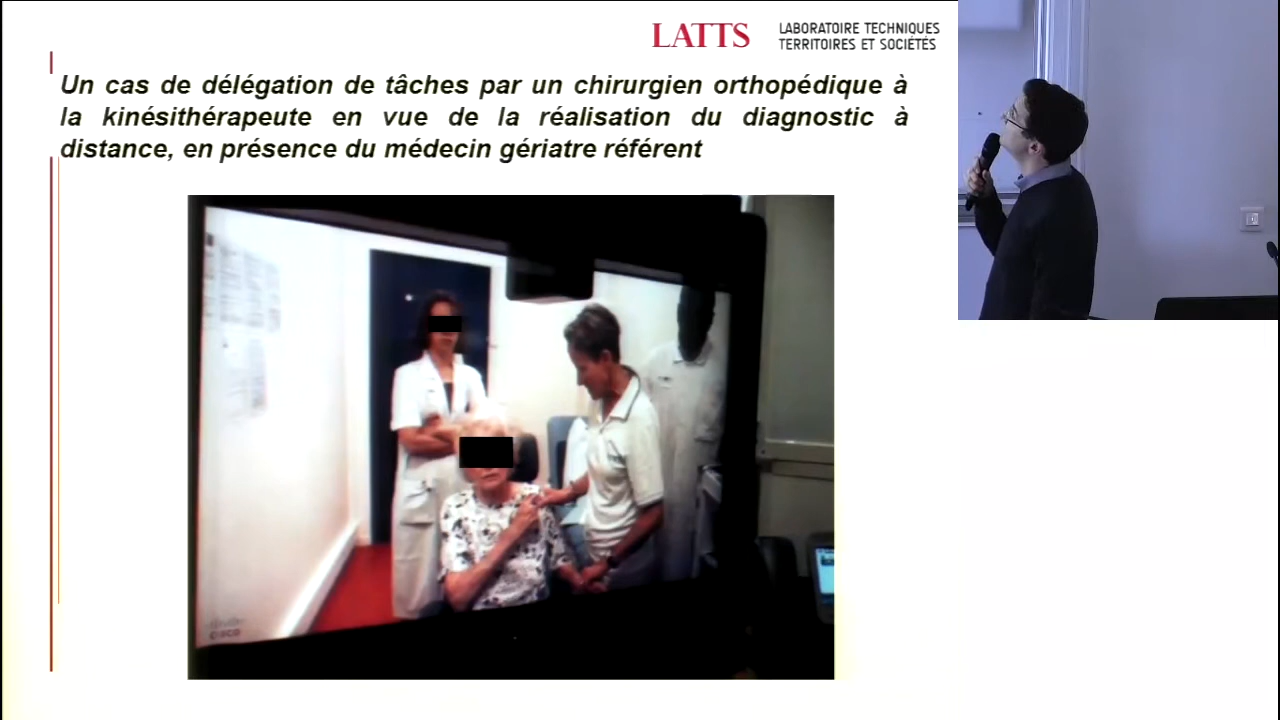 LATTS
LABORATOIRE TECHNIQUES
TERRITOIRES ET SOCIÉTÉS
Un cas de délégation de tâches par un chirurgien orthopédique à
la kinésithérapeute en vue de la réalisation du diagnostic à
distance, en présence du médecin gériatre référent
CISCO